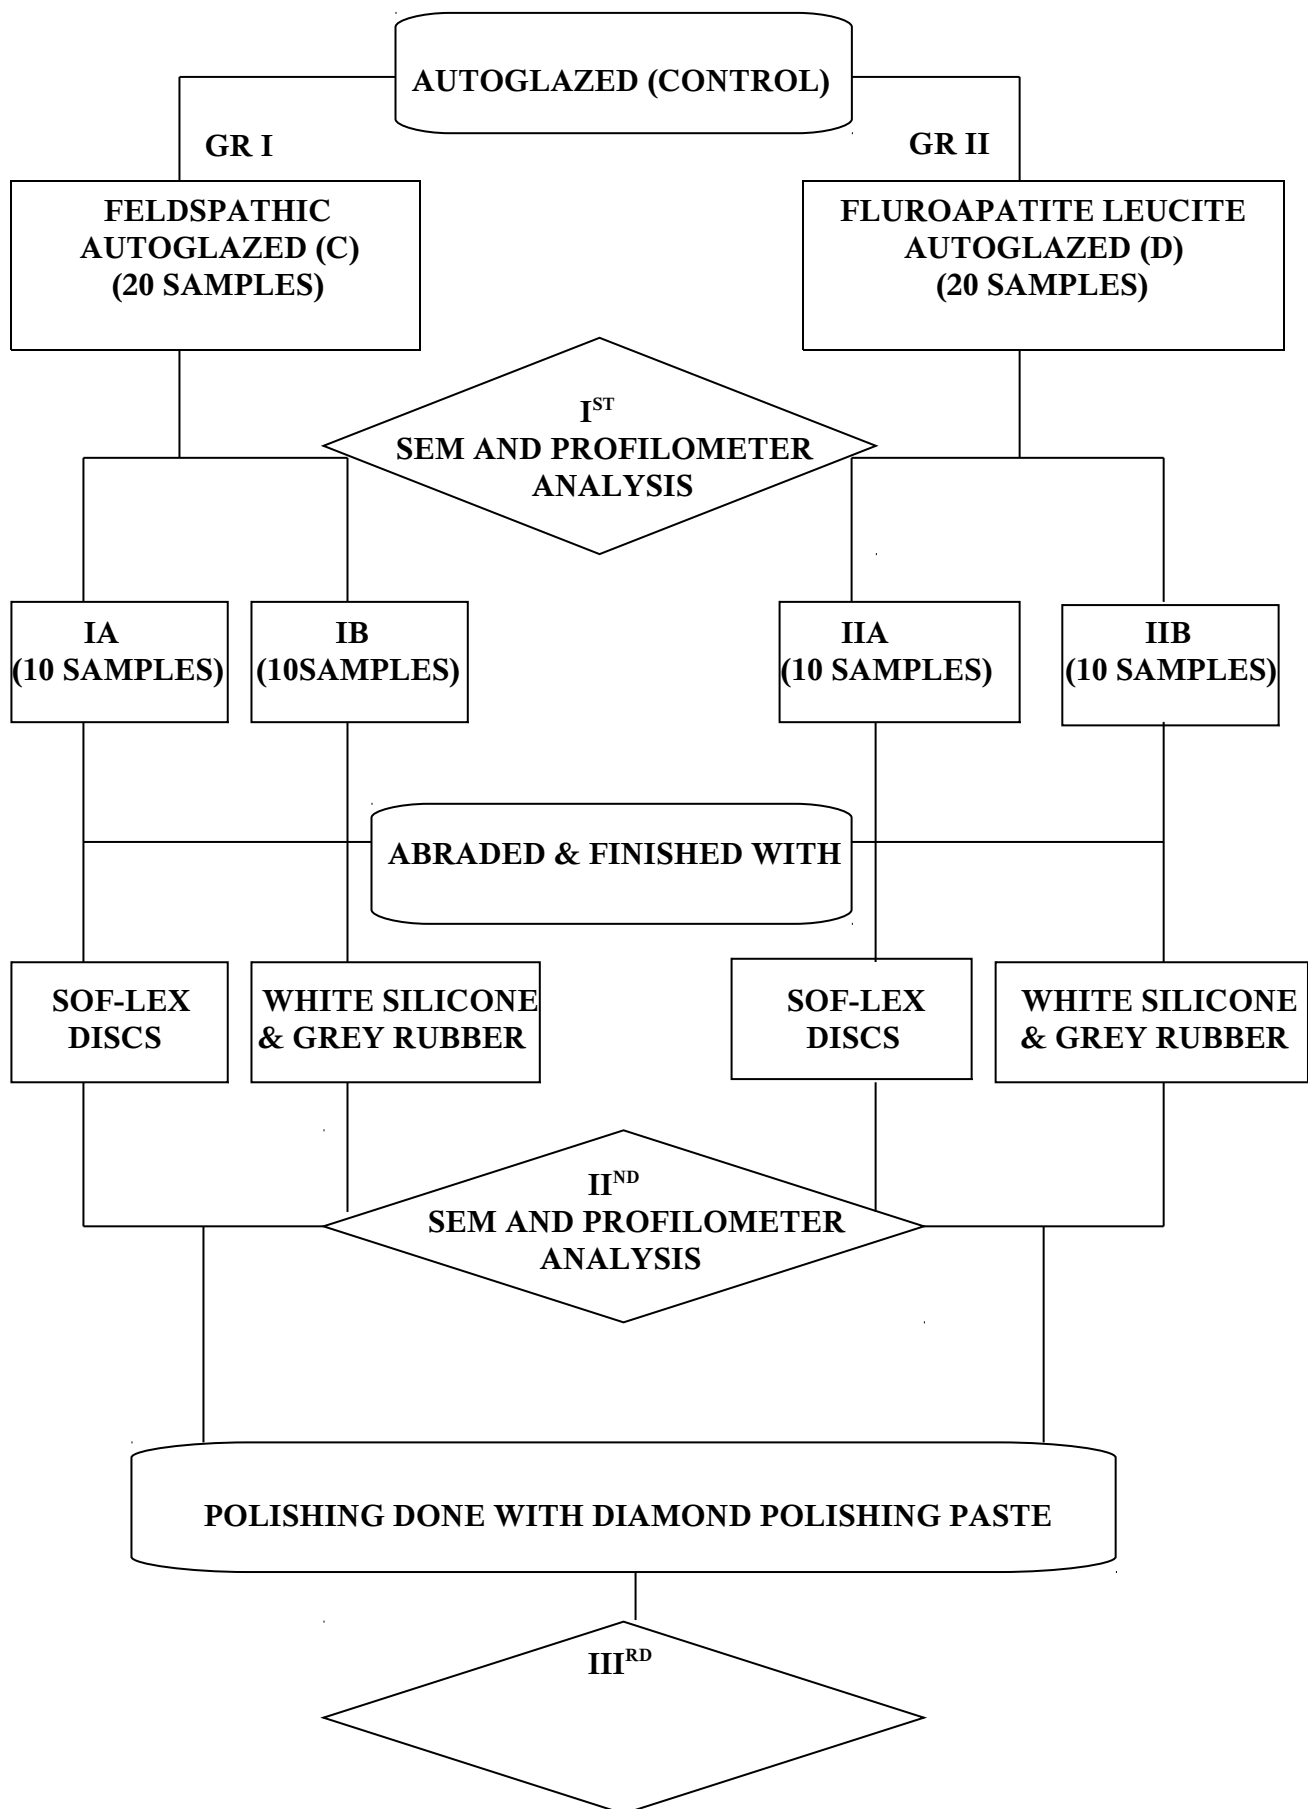 AUTOGLAZED (CONTROL)
GR I
GR II
FELDSPATHIC
AUTOGLAZED (C)
(20 SAMPLES)
FLUROAPATITE LEUCITE
AUTOGLAZED (D)
(20 SAMPLES)
IST
SEM AND PROFILOMETER
ANALYSIS
IA
(10 SAMPLES)
IB
(10SAMPLES)
IIA
(10 SAMPLES)
IIB
(10 SAMPLES)
ABRADED & FINISHED WITH
SOF-LEX
DISCS
WHITE SILICONE
& GREY RUBBER
SOF-LEX
DISCS
WHITE SILICONE
& GREY RUBBER
IIND
SEM AND PROFILOMETER
ANALYSIS
POLISHING DONE WITH DIAMOND POLISHING PASTE
IIIRD